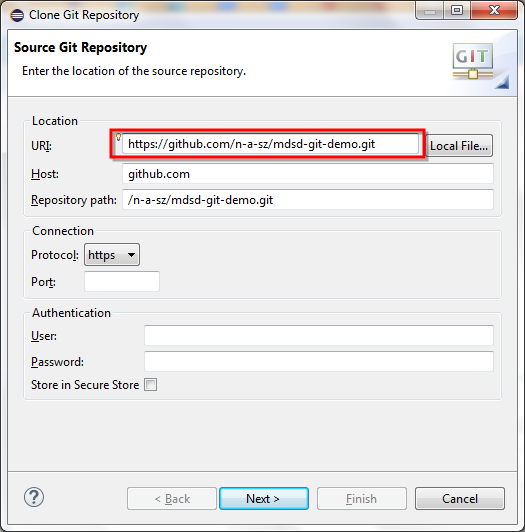 Clone Git Repository
Source Git Repository
Enter the location of the source repository.
GIT
Location
URI: https://github.com/n-a-sz/mdsd-git-demo.git Local File...
Host: github.com
Repository path: /n-a-sz/mdsd-git-demo.git
Connection
Protocol: https
Port:
Authentication
User:
Password:
Store in Secure Store
? < Back Next > Finish Cancel